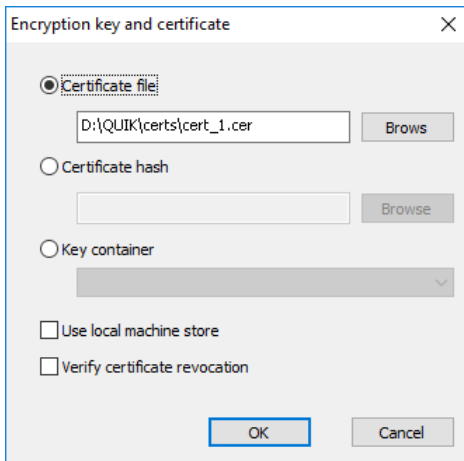 Encryption key and certificate
Certificate file
D:\QUIK\certs\cert_1.cer
Brows
Certificate hash
Browse
Key container
Use local machine store
Verify certificate revocation
OK
Cancel